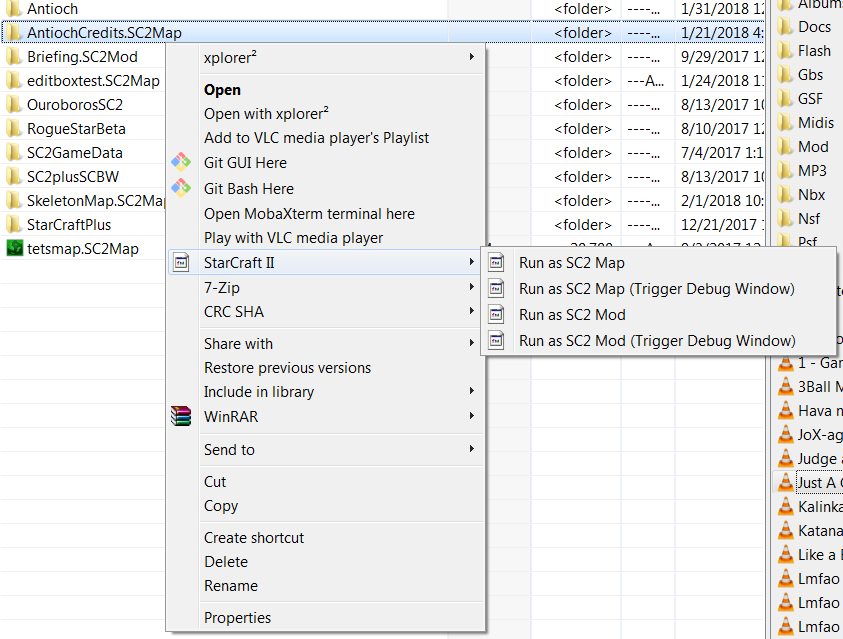 Antioch <folder> ----... 1/31/2018 12
AntiochCredits.SC2Map <folder> ----... 1/21/2018 4:
Briefing.SC2Mod <folder> ----... 9/29/2017 12
editboxtest.SC2Map <folder> ---A... 1/24/2018 11
OuroborosSC2 <folder> ----... 8/13/2017 10
RogueStarBeta <folder> ----... 8/10/2017 12
SC2GameData <folder> ----... 7/4/2017 1:1
SC2plusSCBW <folder> ----... 8/13/2017 10
SkeletonMap.SC2Map <folder> ----... 2/1/2018 10:
StarCraftPlus <folder> ----... 12/21/2017
tetsmap.SC2Map
xplorer²
Open
Open with xplorer²
Add to VLC media player's Playlist
Git GUI Here
Git Bash Here
Open MobaXterm terminal here
Play with VLC media player
StarCraft II
7-Zip
CRC SHA
Share with
Restore previous versions
Include in library
WinRAR
Send to
Cut
Copy
Create shortcut
Delete
Rename
Properties
Run as SC2 Map
Run as SC2 Map (Trigger Debug Window)
Run as SC2 Mod
Run as SC2 Mod (Trigger Debug Window)
Docs
Flash
Gbs
GSF
Midis
Mod
MP3
Nbx
Nsf
Psf
1 - Gar
3Ball M
Hava n
JoX-ag
Judge a
Just A
Kalinka
Katana
Like a
Lmfao
Lmfao
Lmfao